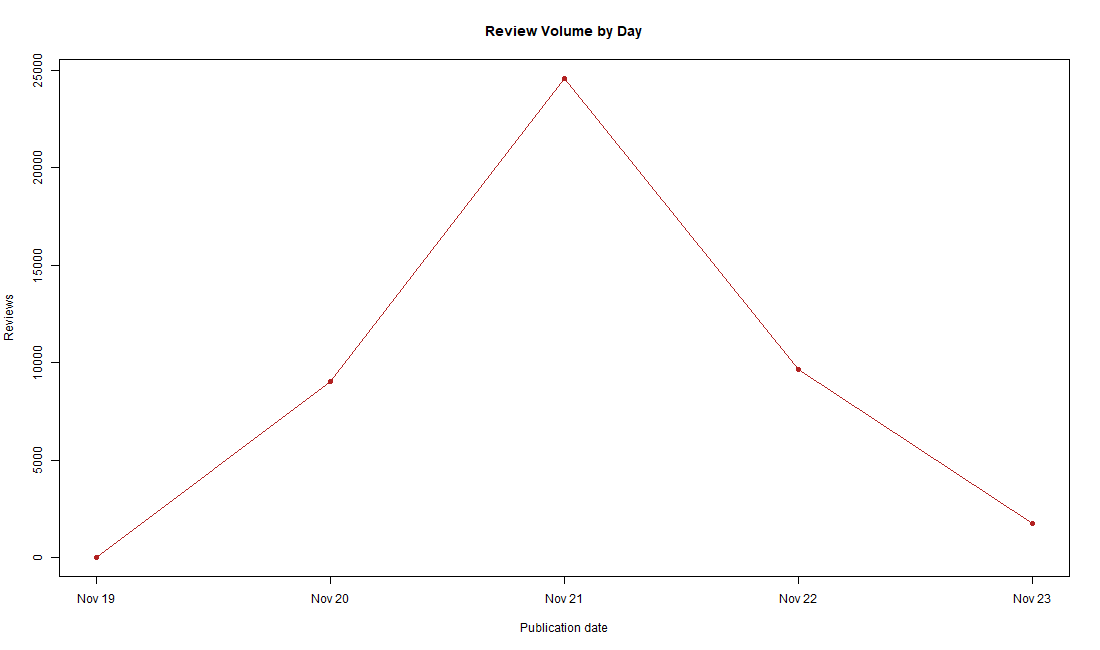 Review Volume by Day
Reviews
25000
20000
15000
10000
5000
0
Nov 19
Nov 20
Nov 21
Nov 22
Nov 23
Publication date